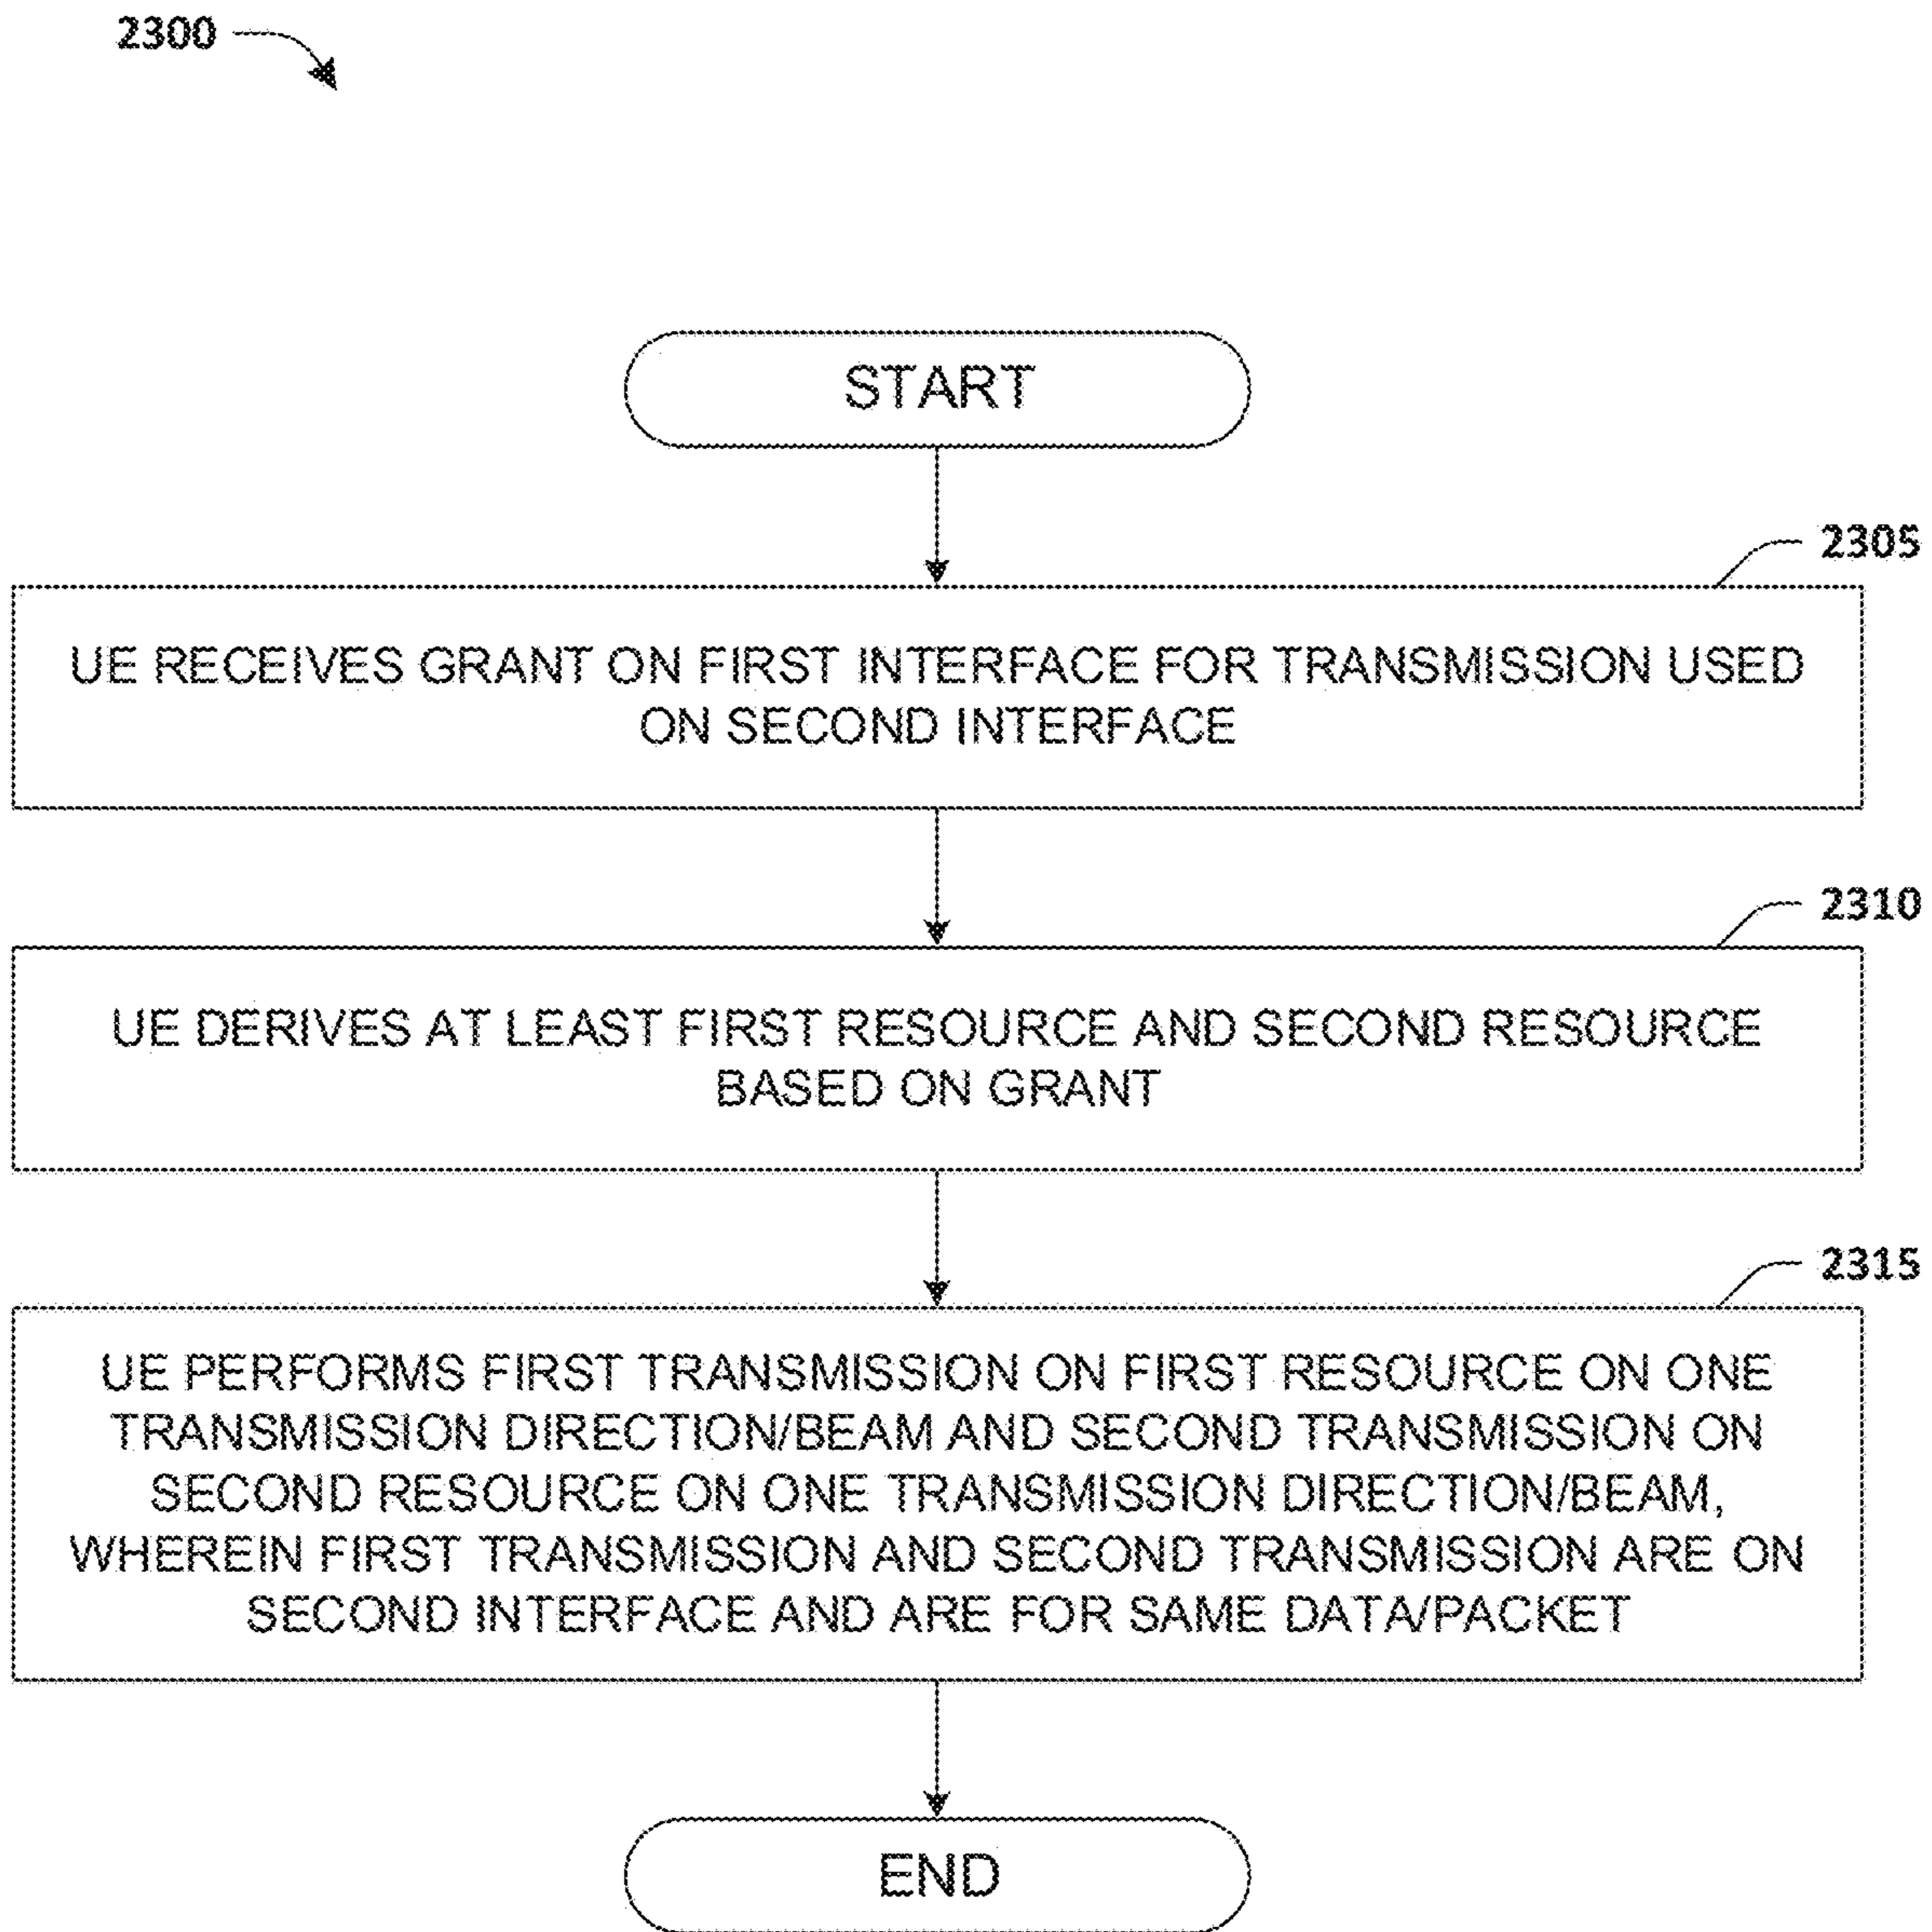 2300
START
2305
UE RECEIVES GRANT ON FIRST INTERFACE FOR TRANSMISSION USED
ON SECOND INTERFACE
2310
UE DERIVES AT LEAST FIRST RESOURCE AND SECOND RESOURCE
BASED ON GRANT
2315
UE PERFORMS FIRST TRANSMISSION ON FIRST RESOURCE ON ONE
TRANSMISSION DIRECTION/BEAM AND SECOND TRANSMISSION ON
SECOND RESOURCE ON ONE TRANSMISSION DIRECTION/BEAM,
WHEREIN FIRST TRANSMISSION AND SECOND TRANSMISSION ARE ON
SECOND INTERFACE AND ARE FOR SAME DATA/PACKET
END